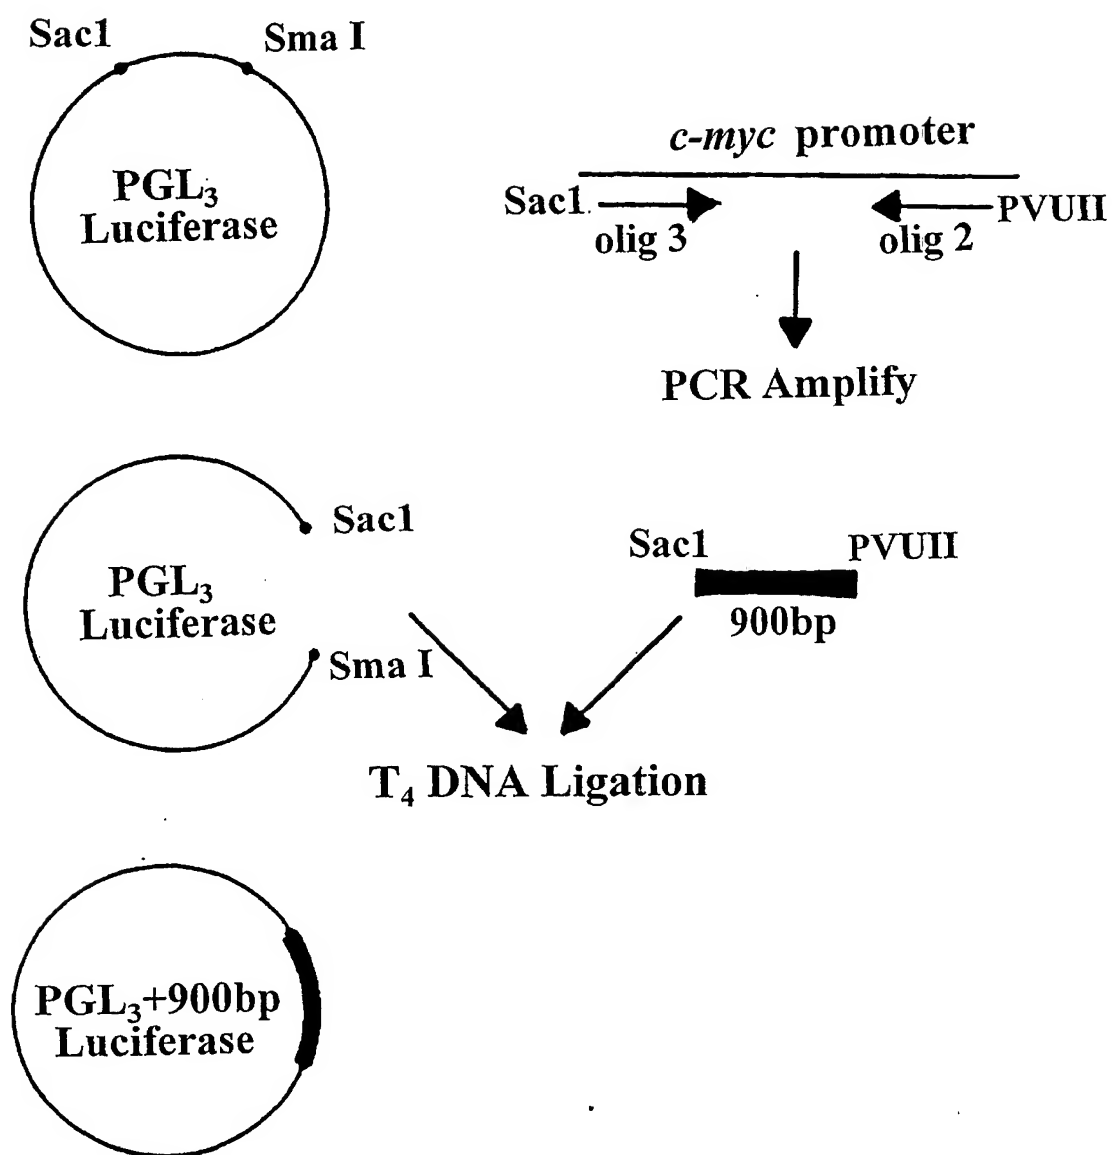 Sac1
Sma I
PGL₃
Luciferase
c-myc promoter
Sac1
PVUII
olig 3
olig 2
PCR Amplify
Sac1
PGL₃
Luciferase
Sma I
Sac1
PVUII
900bp
T₄ DNA Ligation
PGL₃+900bp
Luciferase